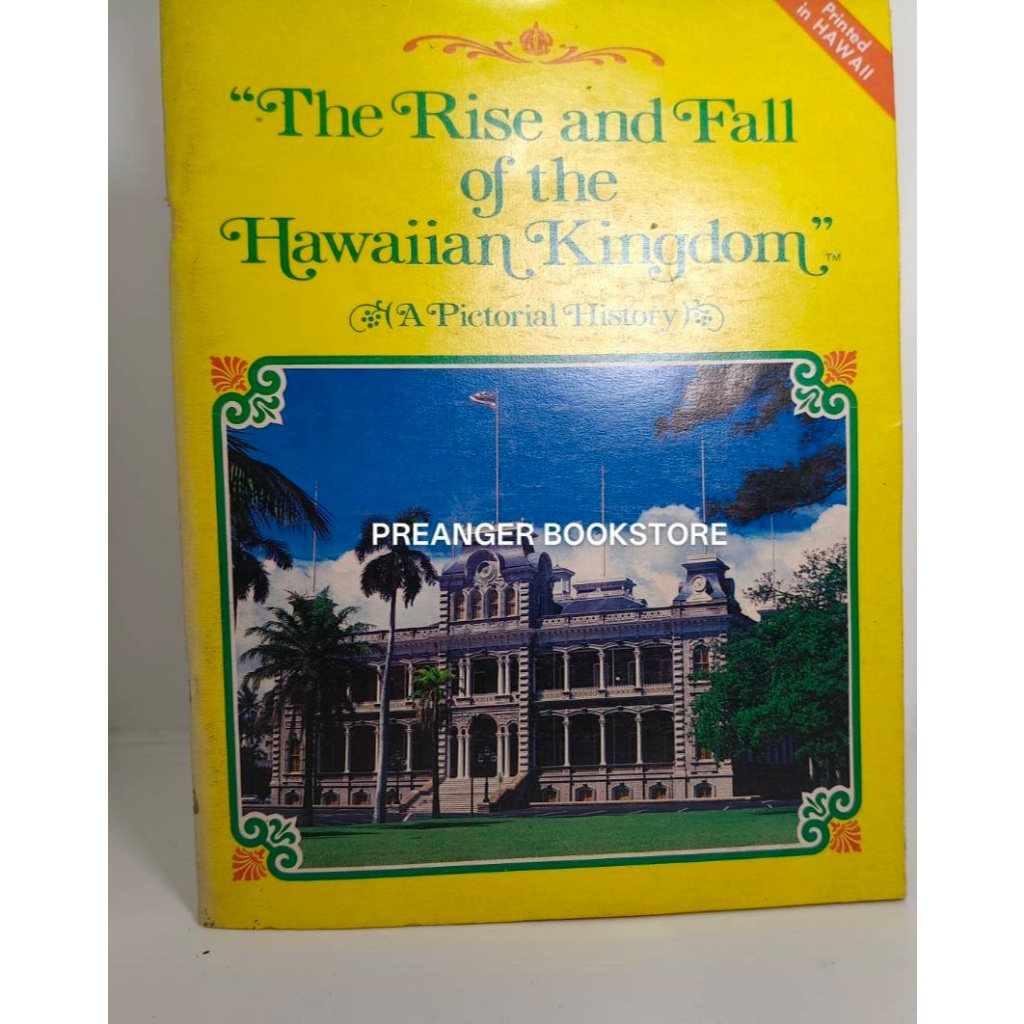 Printed
in HAWAII
“The Rise and Fall
of the
Hawaiian Kingdom”™
(A Pictorial History)
PREANGER BOOKSTORE